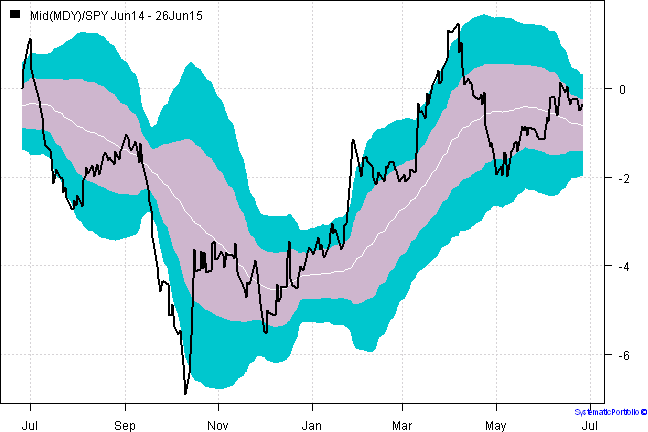 Mid(MDY)/SPY Jun14 - 26Jun15
0
-2
-4
-6
Jul Sep Nov Jan Mar May Jul
SystematicPortfolio ©